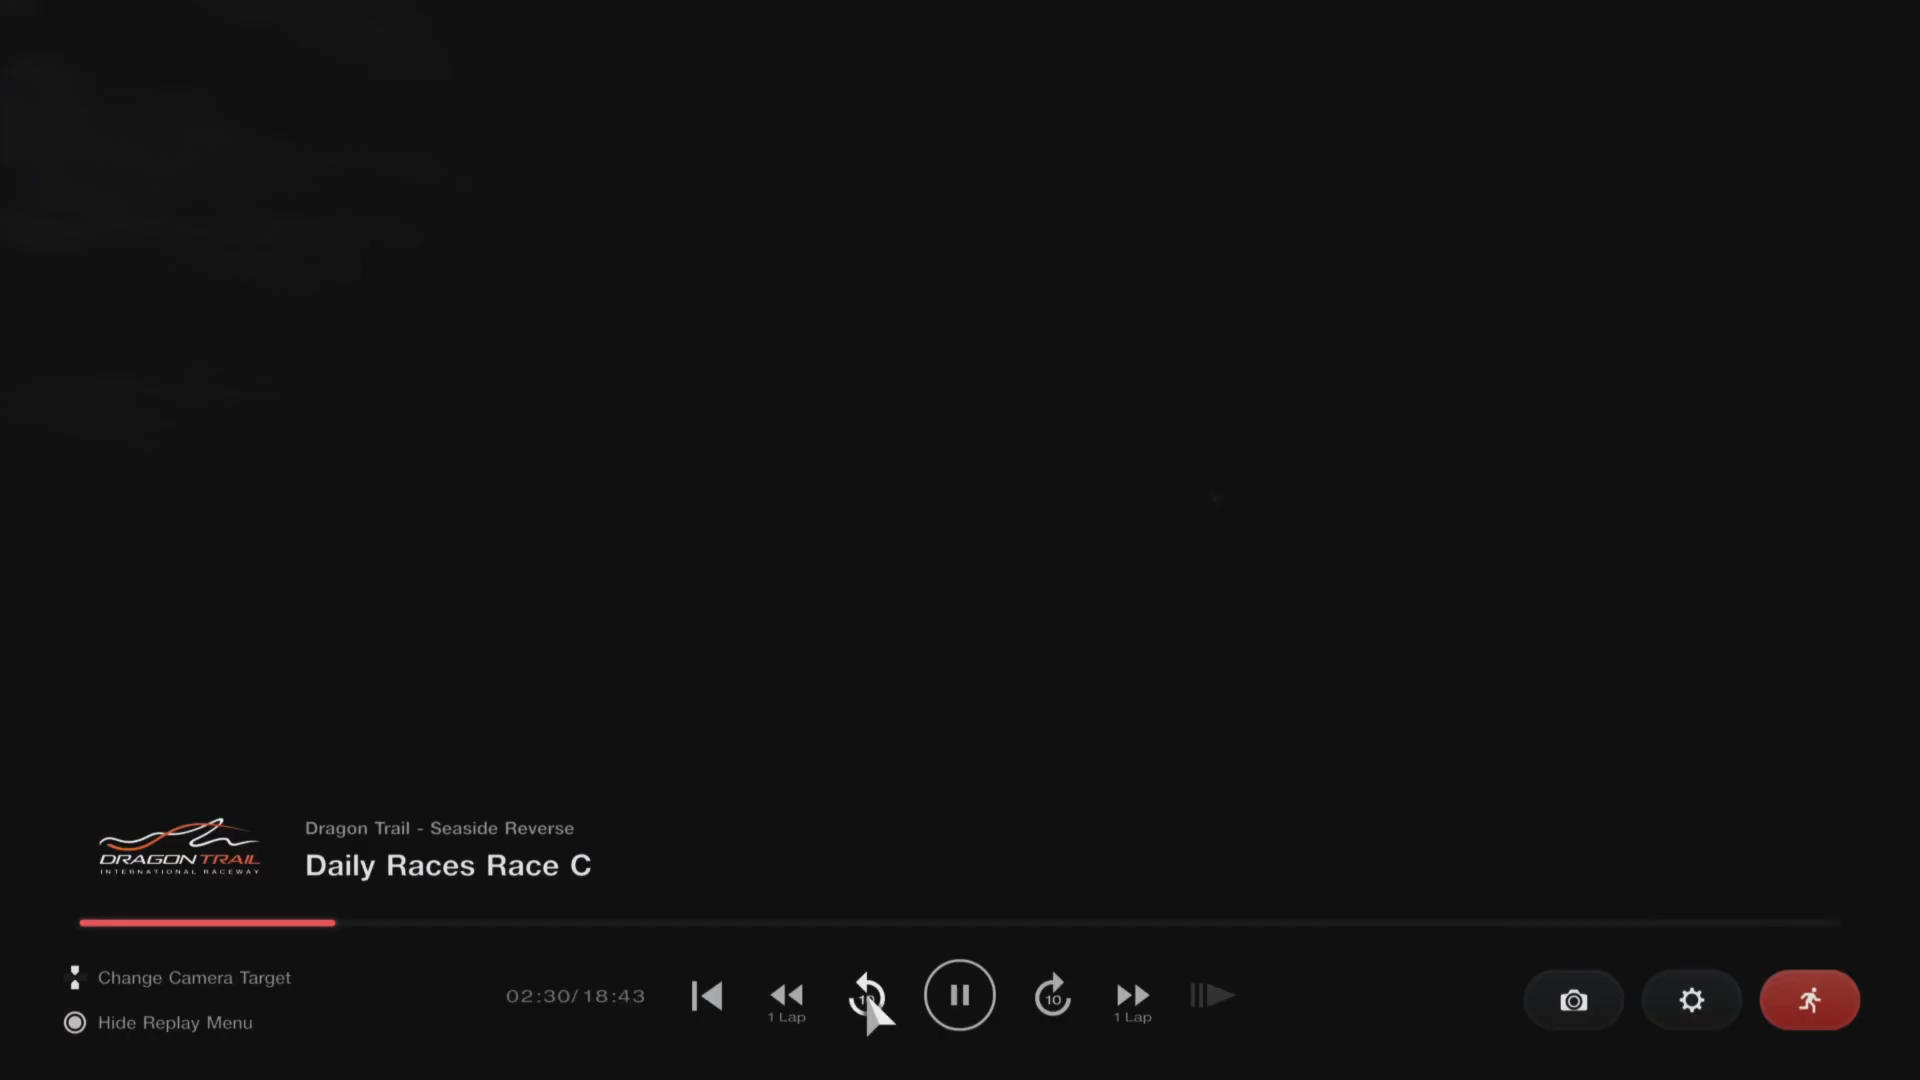 Dragon Trail - Seaside Reverse
DRAGON TRAIL
INTERNATIONAL RACEWAY
Daily Races Race C
Change Camera Target
Hide Replay Menu
02:30/18:43
1 Lap
10
10
1 Lap